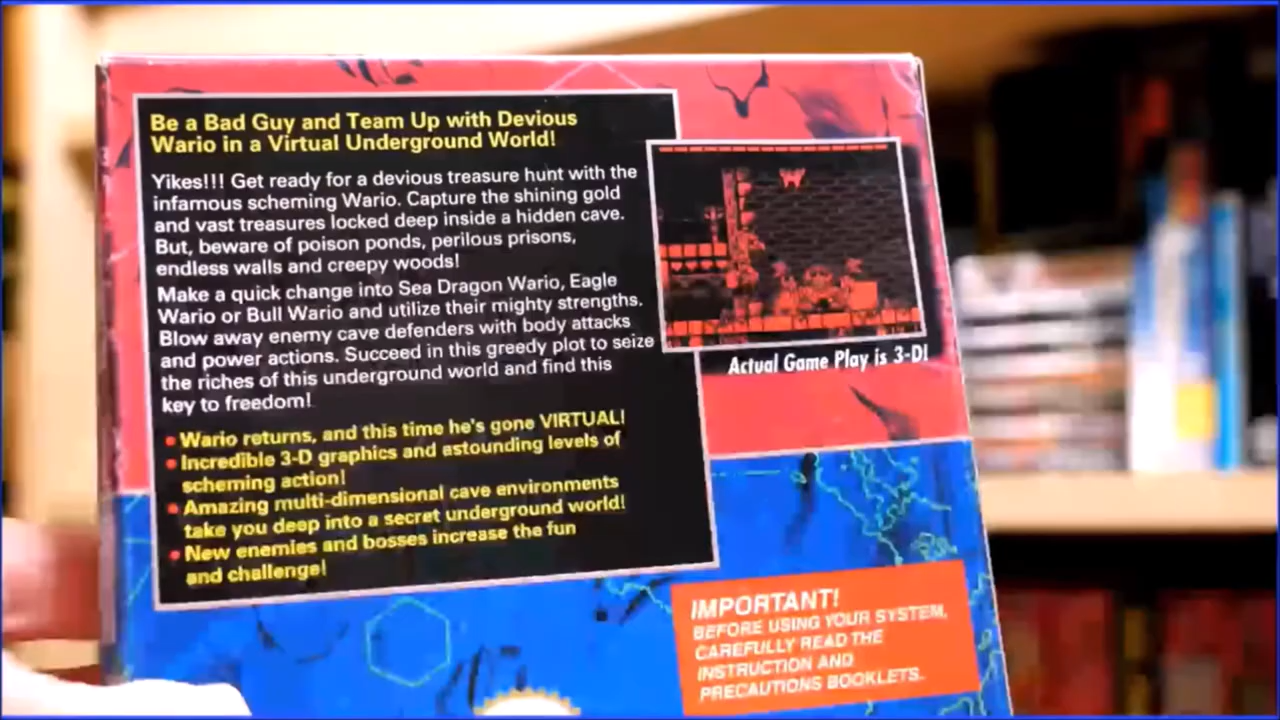 Be a Bad Guy and Team Up with Devious
Wario in a Virtual Underground World!
Yikes!!! Get ready for a devious treasure hunt with the
infamous scheming Wario. Capture the shining gold
and vast treasures locked deep inside a hidden cave.
But, beware of poison ponds, perilous prisons,
endless walls and creepy woods!
Make a quick change into Sea Dragon Wario, Eagle
Wario or Bull Wario and utilize their mighty strengths.
Blow away enemy cave defenders with body attacks
and power actions. Succeed in this greedy plot to seize
the riches of this underground world and find this
key to freedom!
• Wario returns, and this time he's gone VIRTUAL!
• Incredible 3-D graphics and astounding levels of
scheming action!
• Amazing multi-dimensional cave environments
take you deep into a secret underground world!
• New enemies and bosses increase the fun
and challenge!
Actual Game Play is 3-D!
IMPORTANT!
BEFORE USING YOUR SYSTEM,
CAREFULLY READ THE
INSTRUCTION AND
PRECAUTIONS BOOKLETS.